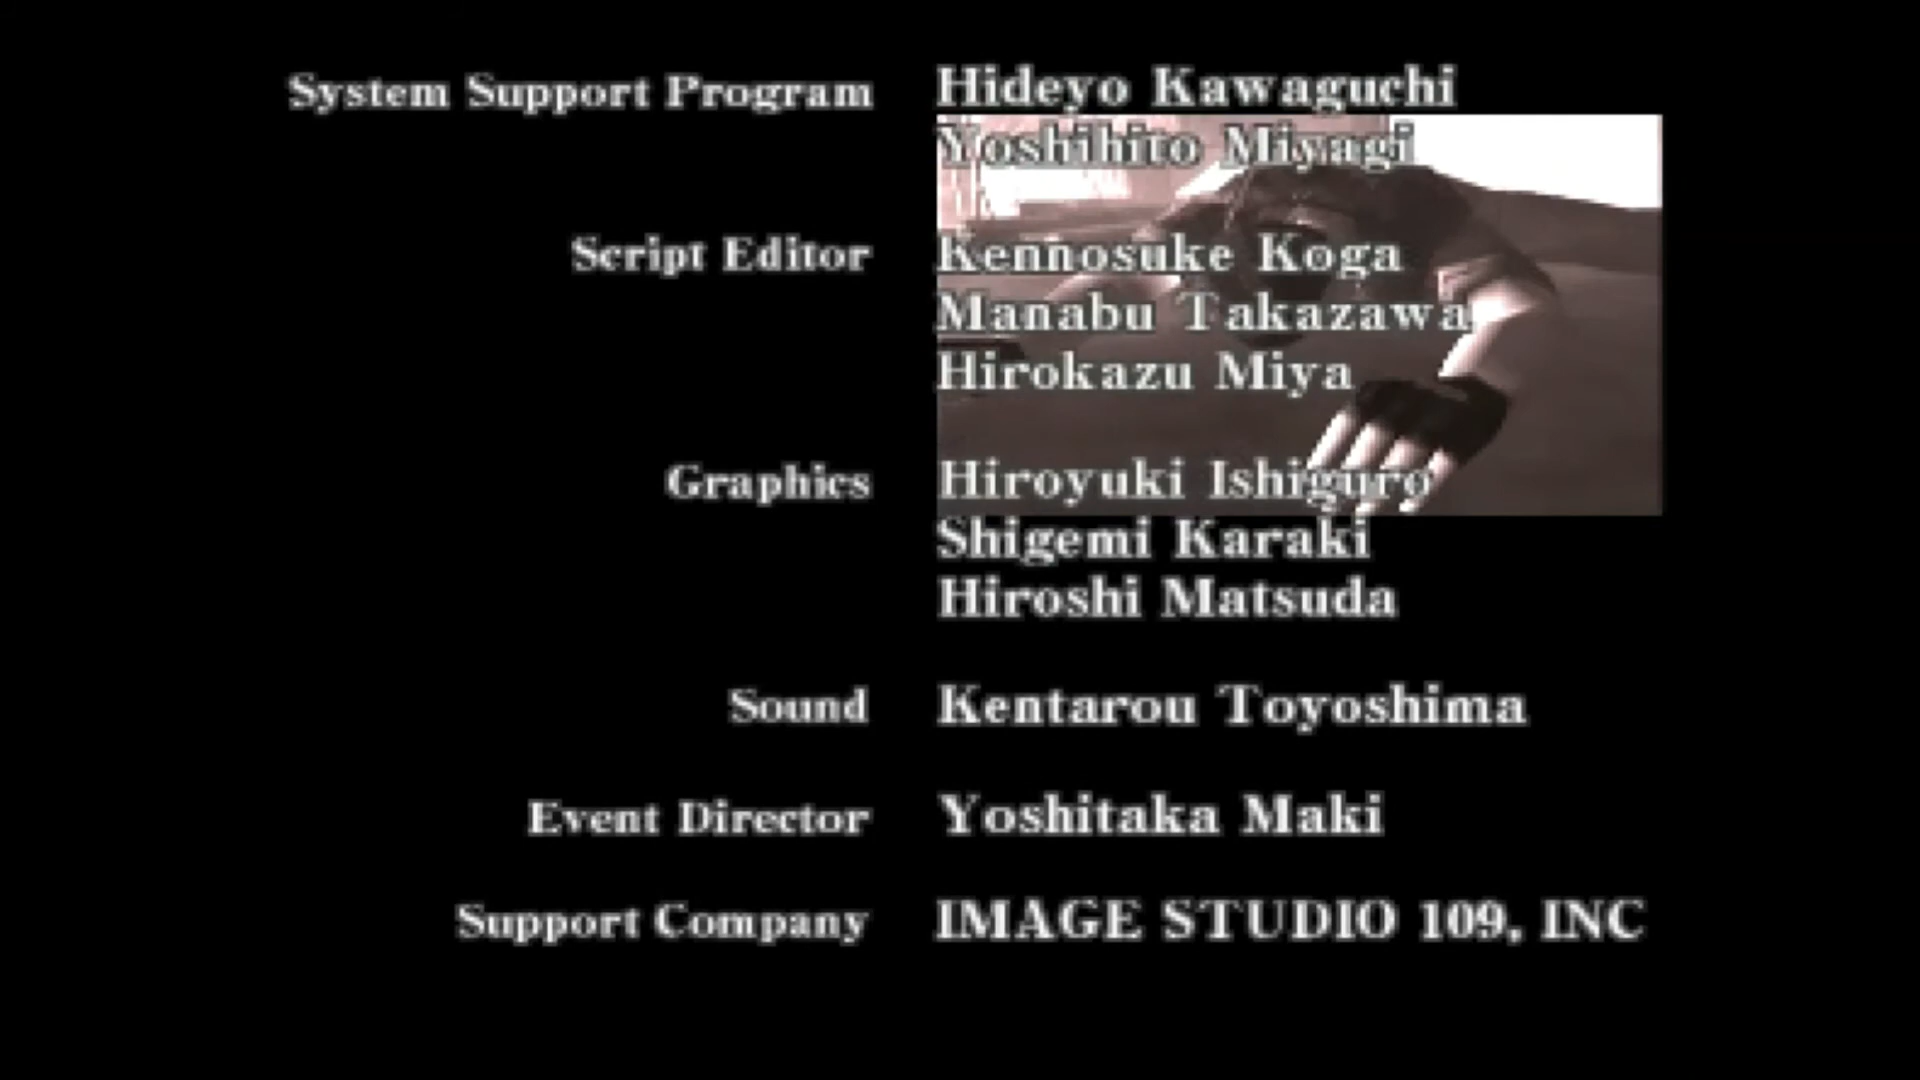 System Support Program Hideyo Kawaguchi
Yoshihito Miyagi
Script Editor Kennosuke Koga
Manabu Takazawa
Hirokazu Miya
Graphics Hiroyuki Ishiguro
Shigemi Karaki
Hiroshi Matsuda
Sound Kentarou Toyoshima
Event Director Yoshitaka Maki
Support Company IMAGE STUDIO 109, INC